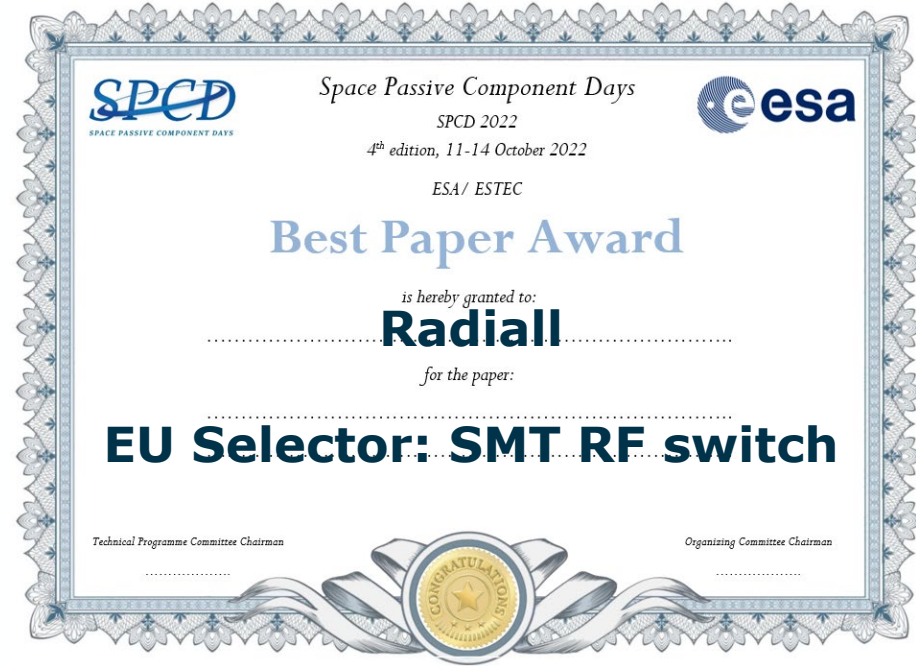 SPCD
SPACE PASSIVE COMPONENT DAYS
Space Passive Component Days
esa
SPCD 2022
4th edition, 11-14 October 2022
ESA/ ESTEC
Best Paper Award
is hereby granted to:
Radiall
for the paper:
EU Selector: SMT RF switch
Technical Programme Committee Chairman
Organizing Committee Chairman
CONGRATULATIONS